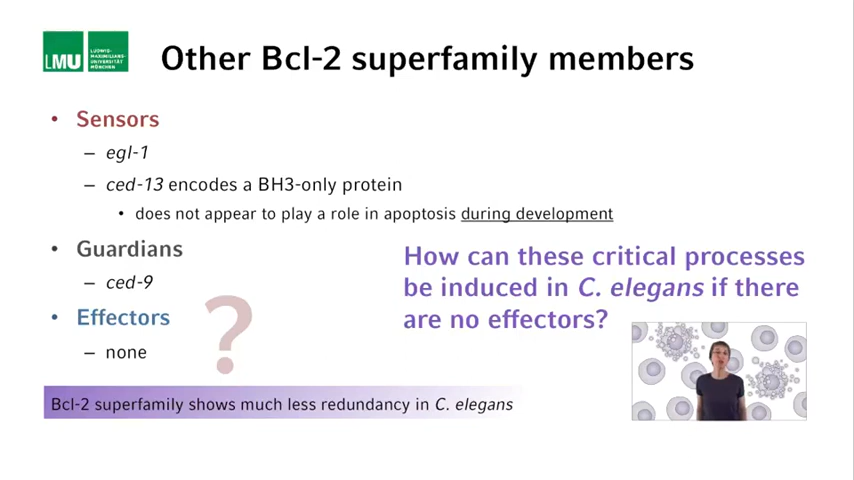 LMU
LUDWIG-
MAXIMILIANS-
UNIVERSITÄT
MÜNCHEN
Other Bcl-2 superfamily members
• Sensors
– egl-1
– ced-13 encodes a BH3-only protein
• does not appear to play a role in apoptosis during development
• Guardians
– ced-9
• Effectors
– none
?
How can these critical processes
be induced in C. elegans if there
are no effectors?
Bcl-2 superfamily shows much less redundancy in C. elegans